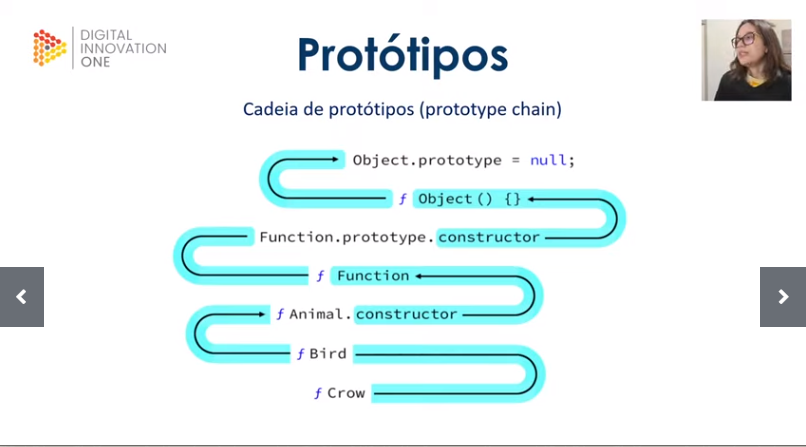 DIGITAL
INNOVATION
ONE
Protótipos
Cadeia de protótipos (prototype chain)
Object.prototype = null;
f Object() {}
Function.prototype.constructor
f Function
f Animal.constructor
f Bird
f Crow